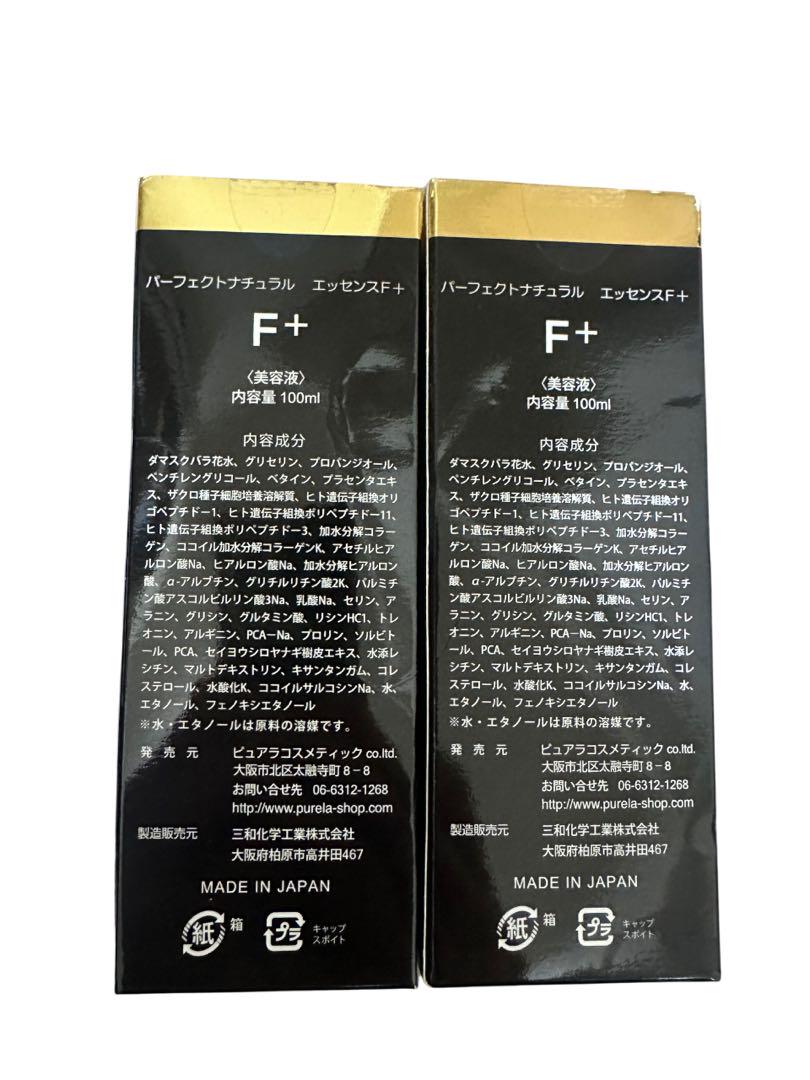 パーフェクトナチュラル エッセンスF+
F+
〈美容液〉
内容量 100ml
内容成分
ダマスクバラ花水、グリセリン、プロパンジオール、
ペンチレングリコール、ベタイン、プラセンタエキ
ス、ザクロ種子細胞培養溶解質、ヒト遺伝子組換オリ
ゴペプチドー1、ヒト遺伝子組換ポリペプチドー11、
ヒト遺伝子組換ポリペプチドー3、加水分解コラー
ゲン、ココイル加水分解コラーゲンK、アセチルヒア
ルロン酸Na、ヒアルロン酸Na、加水分解ヒアルロン
酸、α-アルブチン、グリチルリチン酸2K、パルミチ
ン酸アスコルビルリン酸3Na、乳酸Na、セリン、ア
ラニン、グリシン、グルタミン酸、リシンHC1、トレ
オニン、アルギニン、PCAーNa、プロリン、ソルビト
ール、PCA、セイヨウシロヤナギ樹皮エキス、水添レ
シチン、マルトデキストリン、キサンタンガム、コレ
ステロール、水酸化K、ココイルサルコシンNa、水、
エタノール、フェノキシエタノール
※水・エタノールは原料の溶媒です。
発売元 ピュアラコスメティック co.ltd.
大阪市北区太融寺町8-8
お問い合せ先 06-6312-1268
http://www.purela-shop.com
製造販売元 三和化学工業株式会社
大阪府柏原市高井田467
MADE IN JAPAN
紙 箱 プラ キャップ
スポイト
パーフェクトナチュラル エッセンスF+
F+
〈美容液〉
内容量 100ml
内容成分
ダマスクバラ花水、グリセリン、プロパンジオール、
ペンチレングリコール、ベタイン、プラセンタエキ
ス、ザクロ種子細胞培養溶解質、ヒト遺伝子組換オリ
ゴペプチドー1、ヒト遺伝子組換ポリペプチドー11、
ヒト遺伝子組換ポリペプチドー3、加水分解コラー
ゲン、ココイル加水分解コラーゲンK、アセチルヒア
ルロン酸Na、ヒアルロン酸Na、加水分解ヒアルロン
酸、α-アルブチン、グリチルリチン酸2K、パルミチ
ン酸アスコルビルリン酸3Na、乳酸Na、セリン、ア
ラニン、グリシン、グルタミン酸、リシンHC1、トレ
オニン、アルギニン、PCAーNa、プロリン、ソルビト
ール、PCA、セイヨウシロヤナギ樹皮エキス、水添レ
シチン、マルトデキストリン、キサンタンガム、コレ
ステロール、水酸化K、ココイルサルコシンNa、水、
エタノール、フェノキシエタノール
※水・エタノールは原料の溶媒です。
発売元 ピュアラコスメティック co.ltd.
大阪市北区太融寺町8-8
お問い合せ先 06-6312-1268
http://www.purela-shop.com
製造販売元 三和化学工業株式会社
大阪府柏原市高井田467
MADE IN JAPAN
紙 箱 プラ キャップ
スポイト